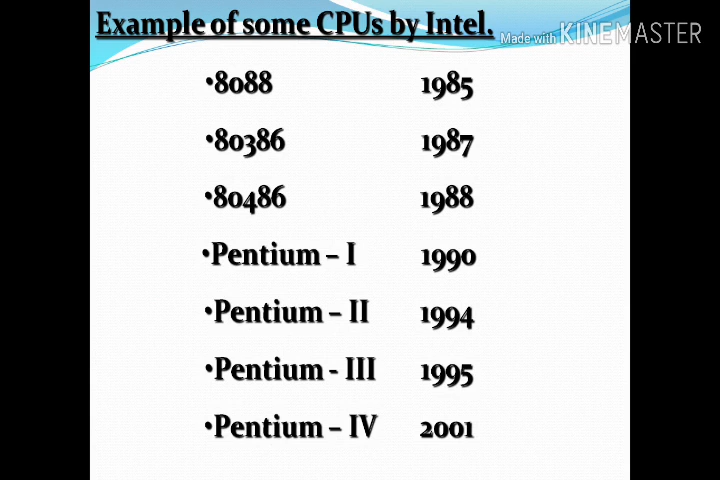 Example of some CPUs by Intel.
Made with KINEMASTER
•8088 1985
•80386 1987
•80486 1988
•Pentium – I 1990
•Pentium – II 1994
•Pentium - III 1995
•Pentium – IV 2001